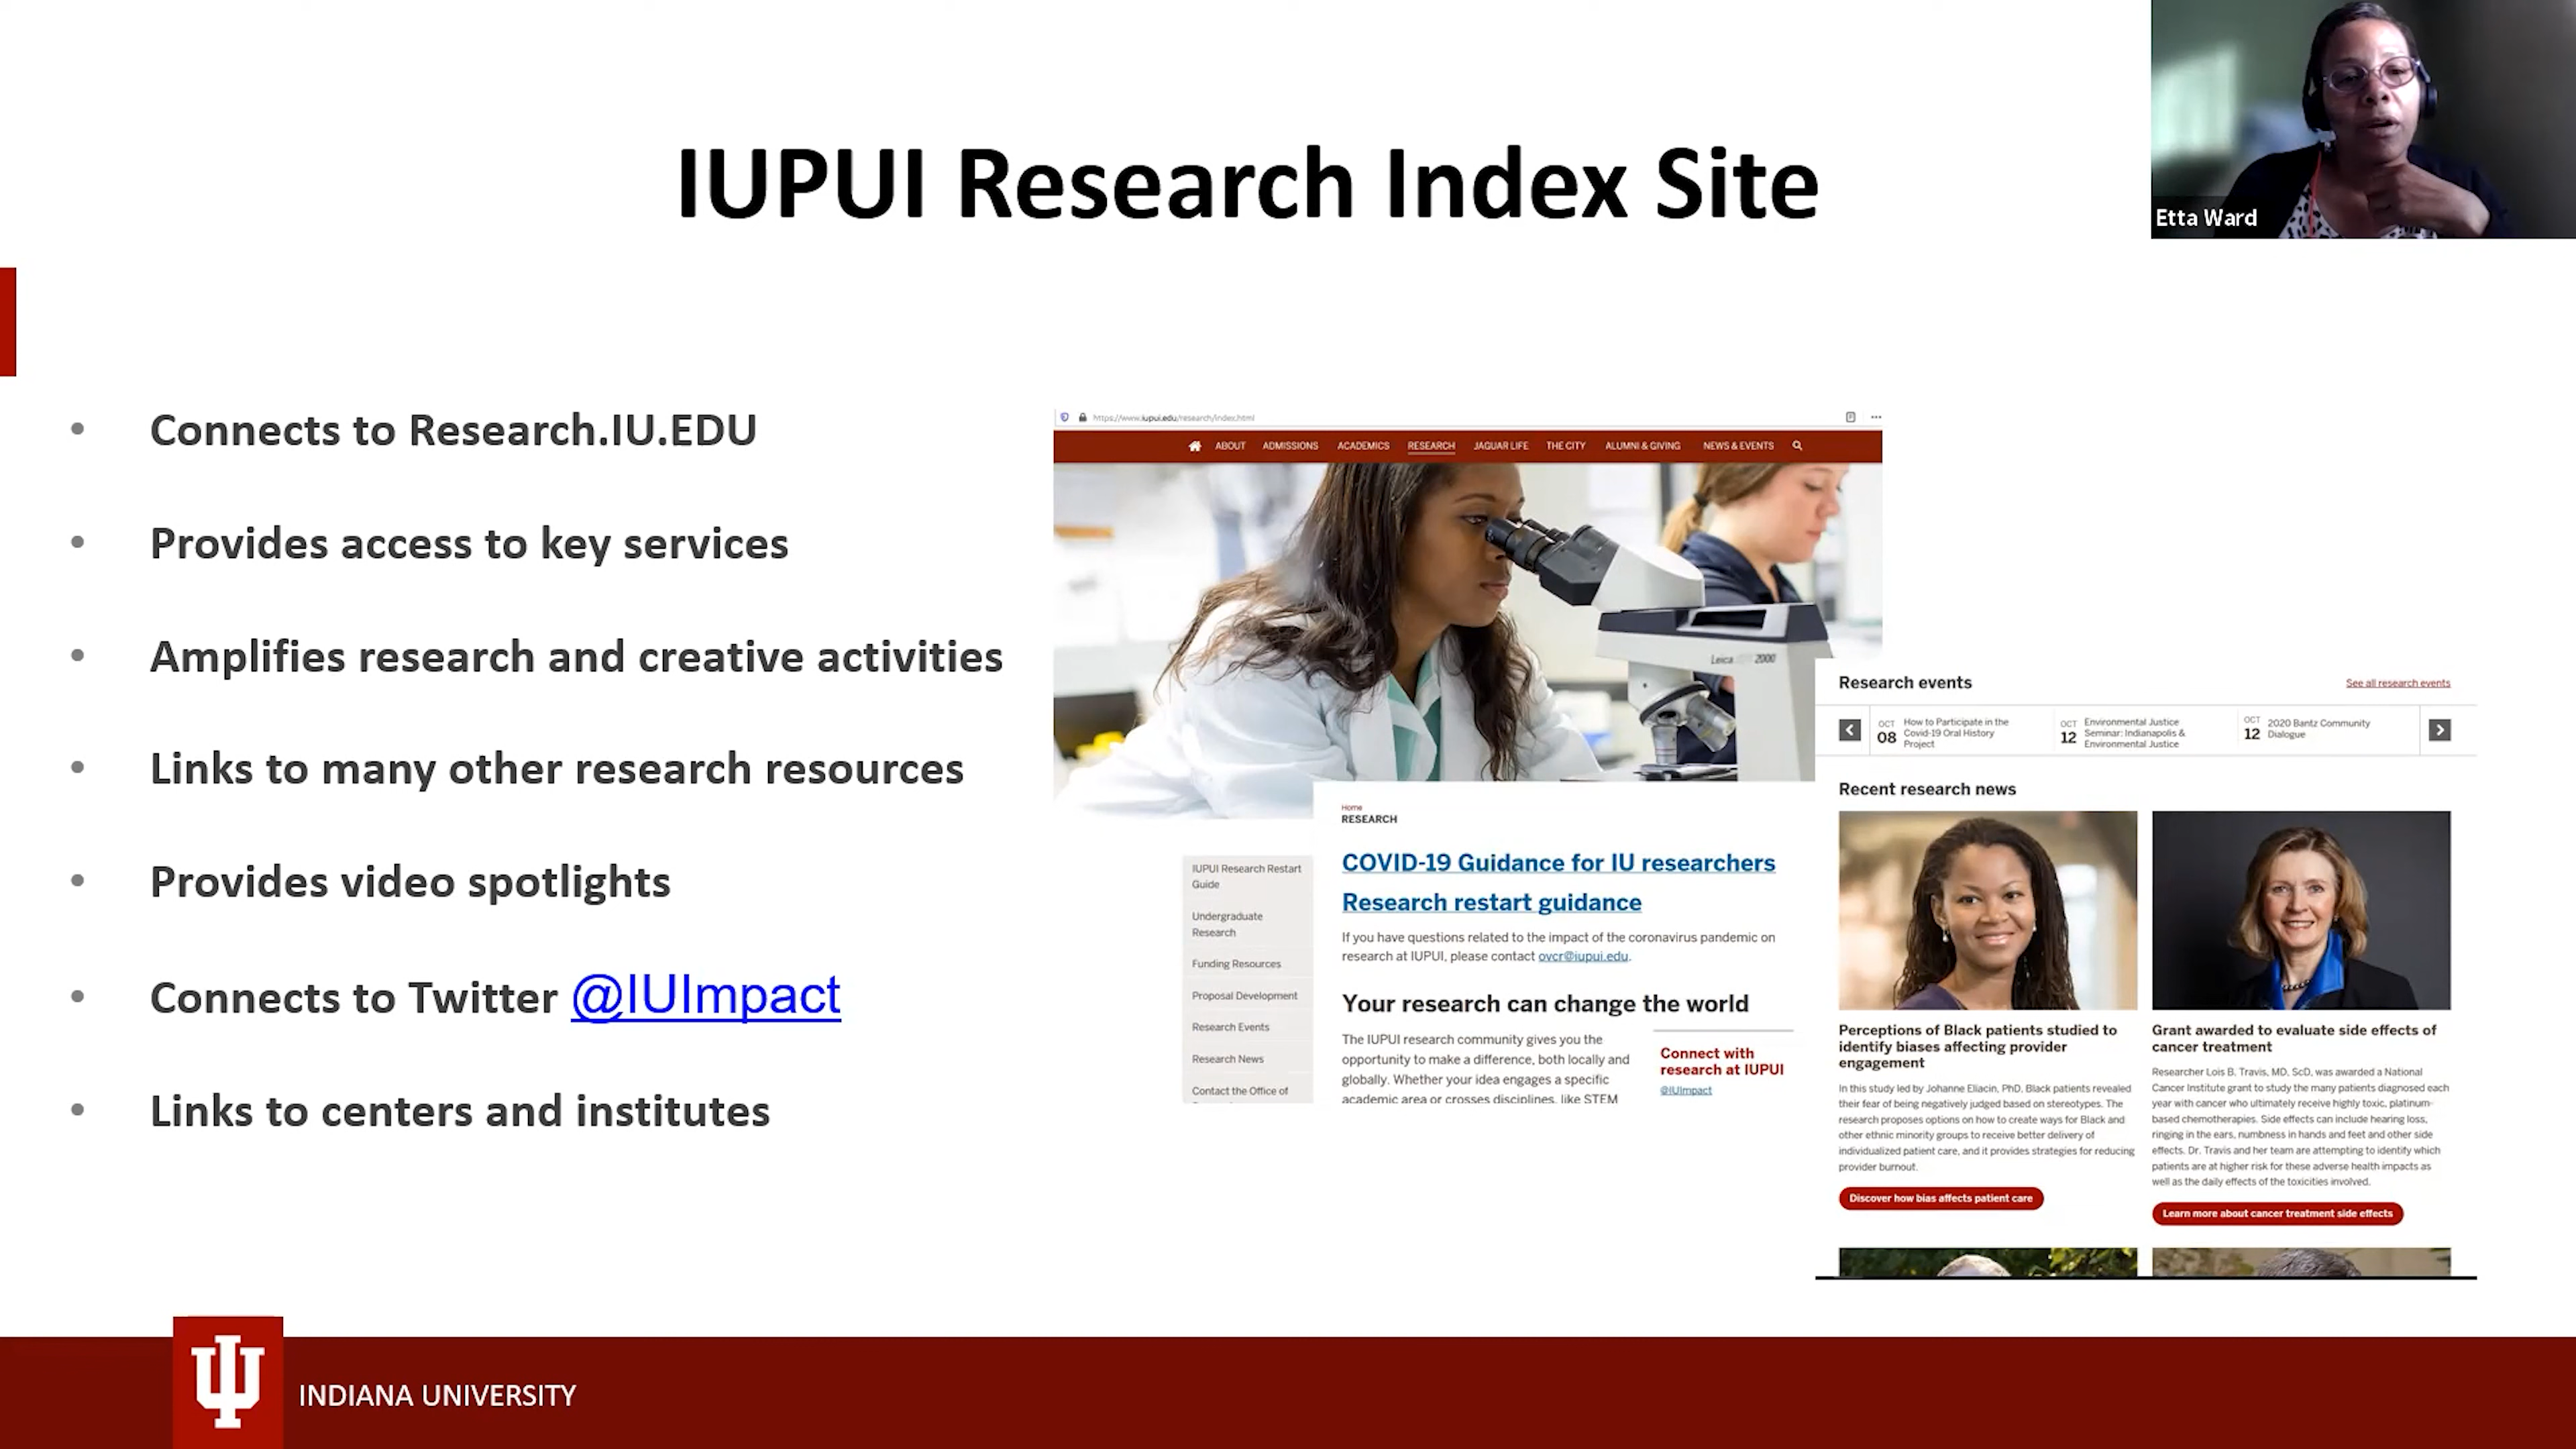 IUPUI Research Index Site
Etta Ward
• Connects to Research.IU.EDU
• Provides access to key services
• Amplifies research and creative activities
• Links to many other research resources
• Provides video spotlights
• Connects to Twitter @IUImpact
• Links to centers and institutes
https://www.iupui.edu/research/index.html
ABOUT ADMISSIONS ACADEMICS RESEARCH JAGUAR LIFE THE CITY ALUMNI & GIVING NEWS & EVENTS
Leica 2000
Home
RESEARCH
IUPUI Research Restart
Guide
Undergraduate
Research
Funding Resources
Proposal Development
Research Events
Research News
Contact the Office of
COVID-19 Guidance for IU researchers
Research restart guidance
If you have questions related to the impact of the coronavirus pandemic on
research at IUPUI, please contact ovcr@iupui.edu.
Your research can change the world
The IUPUI research community gives you the
opportunity to make a difference, both locally and
globally. Whether your idea engages a specific
academic area or crosses disciplines, like STEM
Connect with
research at IUPUI
@IUImpact
Research events
See all research events
OCT
08
How to Participate in the
Covid-19 Oral History
Project
OCT
12
Environmental Justice
Seminar: Indianapolis &
Environmental Justice
OCT
12
2020 Bantz Community
Dialogue
Recent research news
Perceptions of Black patients studied to
identify biases affecting provider
engagement
In this study led by Johanne Eliacin, PhD, Black patients revealed
their fear of being negatively judged based on stereotypes. The
research proposes options on how to create ways for Black and
other ethnic minority groups to receive better delivery of
individualized patient care, and it provides strategies for reducing
provider burnout.
Discover how bias affects patient care
Grant awarded to evaluate side effects of
cancer treatment
Researcher Lois B. Travis, MD, ScD, was awarded a National
Cancer Institute grant to study the many patients diagnosed each
year with cancer who ultimately receive highly toxic, platinum-
based chemotherapies. Side effects can include hearing loss,
ringing in the ears, numbness in hands and feet and other side
effects. Dr. Travis and her team are attempting to identify which
patients are at higher risk for these adverse health impacts as
well as the daily effects of the toxicities involved.
Learn more about cancer treatment side effects
INDIANA UNIVERSITY